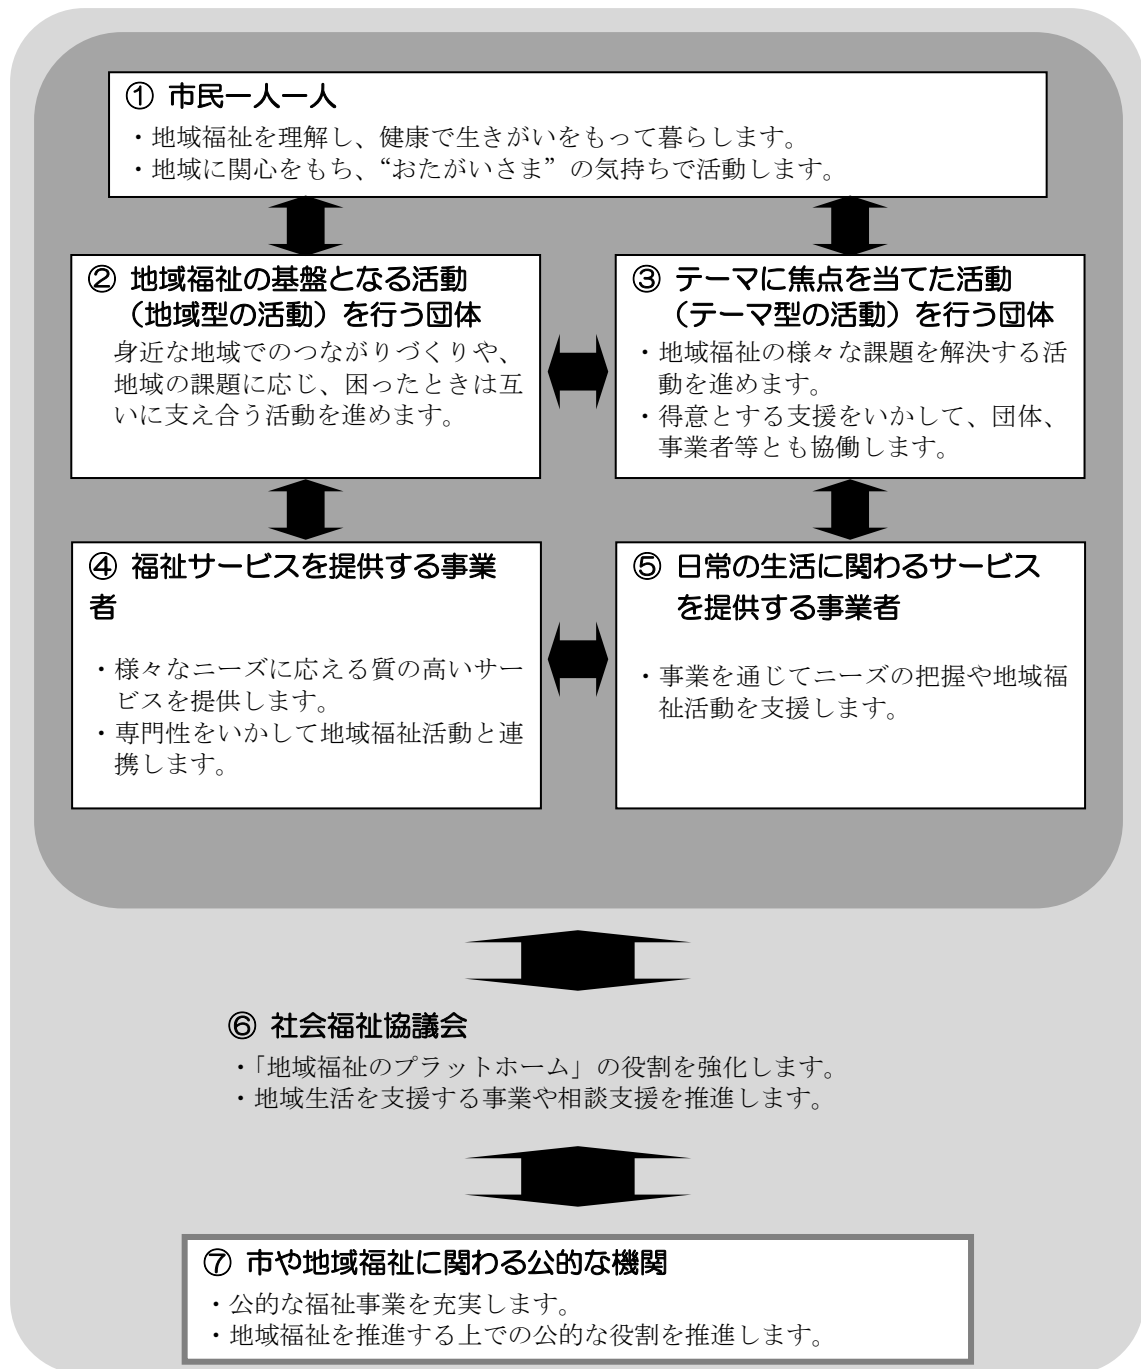 ① 市民一人一人
・地域福祉を理解し、健康で生きがいをもって暮らします。
・地域に関心をもち、“おたがいさま”の気持ちで活動します。
② 地域福祉の基盤となる活動
（地域型の活動）を行う団体
身近な地域でのつながりづくりや、
地域の課題に応じ、困ったときは互
いに支え合う活動を進めます。
③ テーマに焦点を当てた活動
（テーマ型の活動）を行う団体
・地域福祉の様々な課題を解決する活
動を進めます。
・得意とする支援をいかして、団体、
事業者等とも協働します。
④ 福祉サービスを提供する事業
者
・様々なニーズに応える質の高いサー
ビスを提供します。
・専門性をいかして地域福祉活動と連
携します。
⑤ 日常の生活に関わるサービス
を提供する事業者
・事業を通じてニーズの把握や地域福
祉活動を支援します。
⑥ 社会福祉協議会
・「地域福祉のプラットホーム」の役割を強化します。
・地域生活を支援する事業や相談支援を推進します。
⑦ 市や地域福祉に関わる公的な機関
・公的な福祉事業を充実します。
・地域福祉を推進する上での公的な役割を推進します。